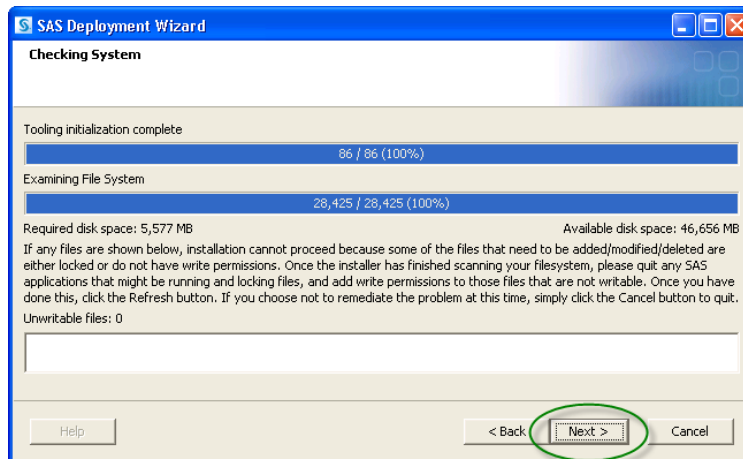 SAS Deployment Wizard
Checking System
Tooling initialization complete
86 / 86 (100%)
Examining File System
28,425 / 28,425 (100%)
Required disk space: 5,577 MB Available disk space: 46,656 MB
If any files are shown below, installation cannot proceed because some of the files that need to be added/modified/deleted are
either locked or do not have write permissions. Once the installer has finished scanning your filesystem, please quit any SAS
applications that might be running and locking files, and add write permissions to those files that are not writable. Once you have
done this, click the Refresh button. If you choose not to remediate the problem at this time, simply click the Cancel button to quit.
Unwritable files: 0
Help < Back Next > Cancel